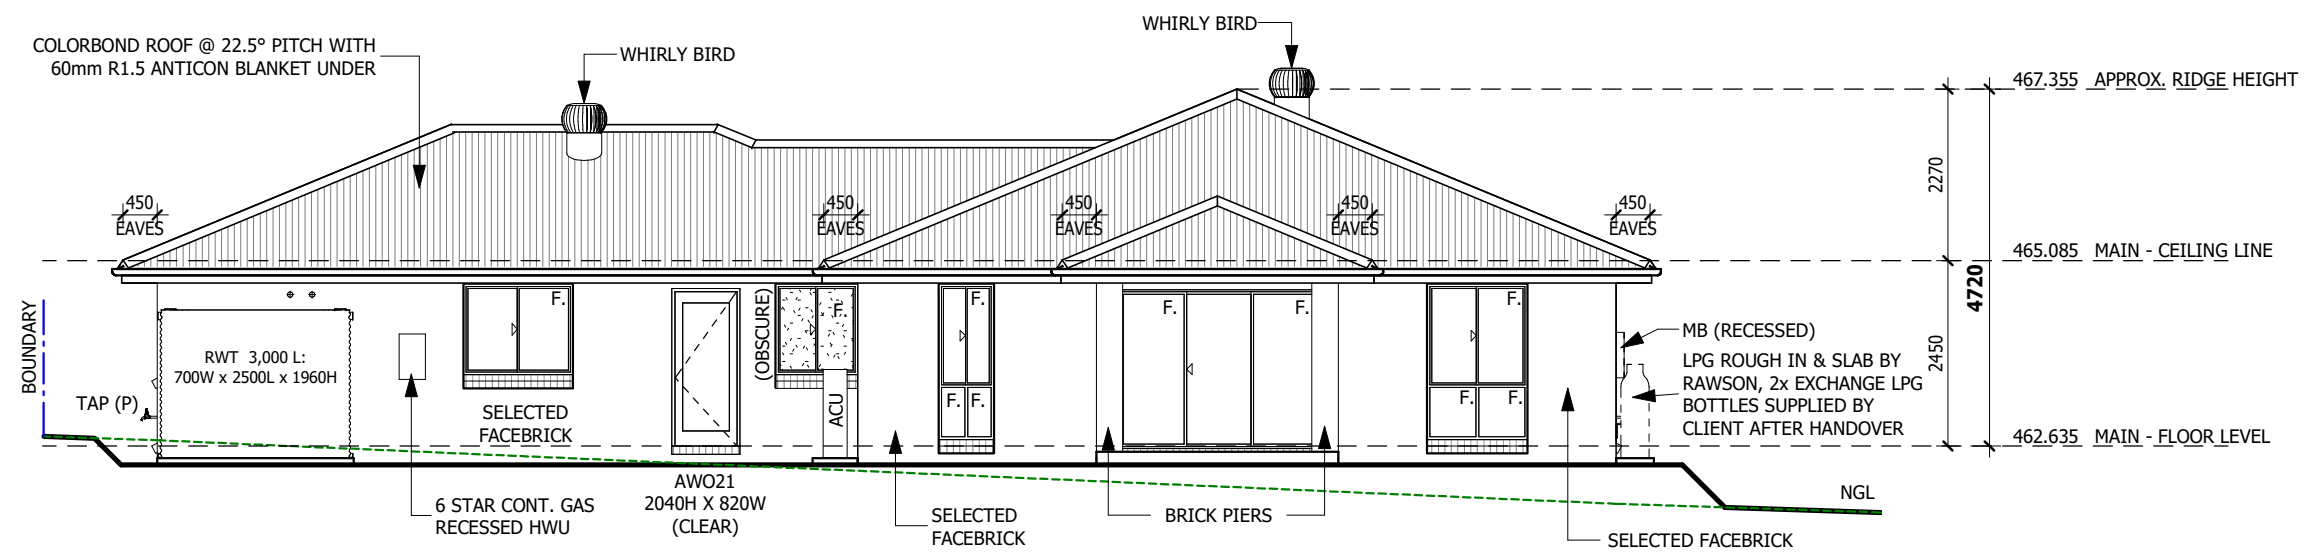 WHIRLY BIRD
COLORBOND ROOF @ 22.5° PITCH WITH
60mm R1.5 ANTICON BLANKET UNDER
WHIRLY BIRD
467.355 APPROX. RIDGE HEIGHT
2270
450
EAVES
450
EAVES
450
EAVES
450
EAVES
450
EAVES
465.085 MAIN - CEILING LINE
4720
2450
BOUNDARY
RWT 3,000 L:
700W x 2500L x 1960H
TAP (P)
F.
(OBSCURE)
F.
ACU
F.
F. F.
F.
F.
F.
F.
F.
MB (RECESSED)
LPG ROUGH IN & SLAB BY
RAWSON, 2x EXCHANGE LPG
BOTTLES SUPPLIED BY
CLIENT AFTER HANDOVER
SELECTED
FACEBRICK
462.635 MAIN - FLOOR LEVEL
6 STAR CONT. GAS
RECESSED HWU
AWO21
2040H X 820W
(CLEAR)
SELECTED
FACEBRICK
BRICK PIERS
SELECTED FACEBRICK
NGL